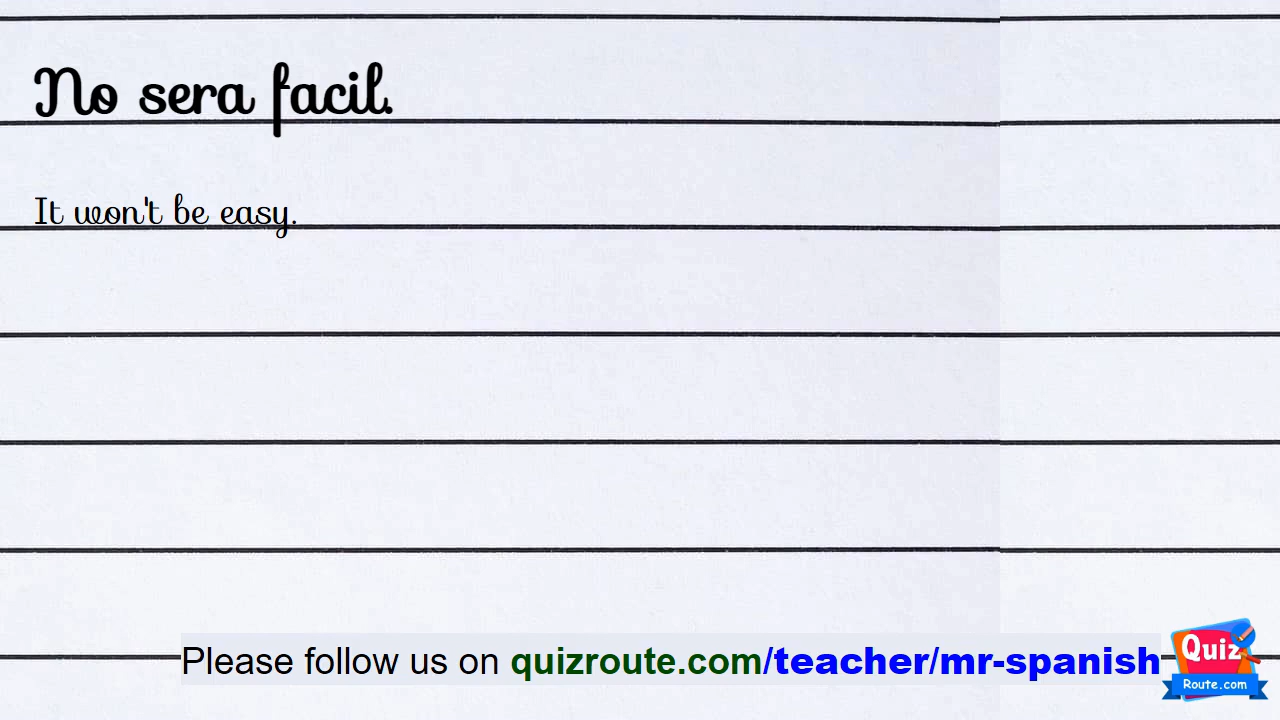 No sera facil.
It won't be easy.
Please follow us on quizroute.com/teacher/mr-spanish
Quiz
Route.com